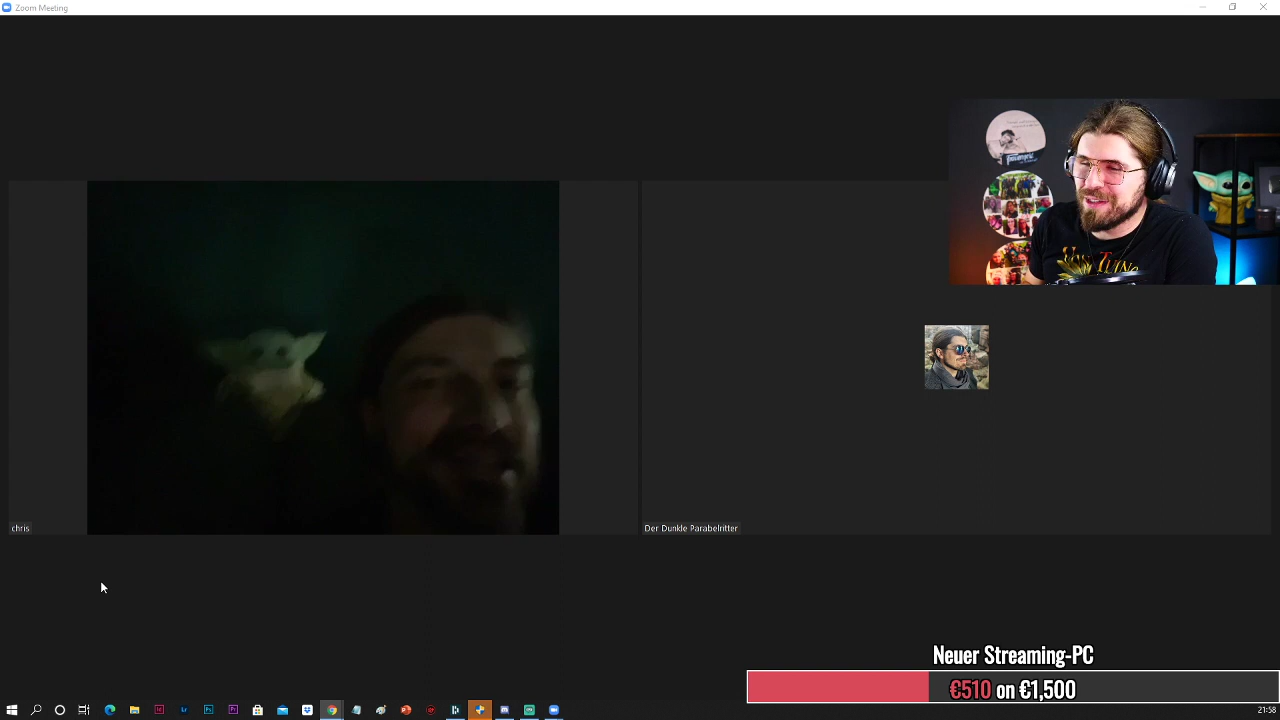 Zoom Meeting
chris
Der Dunkle Parabelritter
Neuer Streaming-PC
€510 on €1,500
21:58